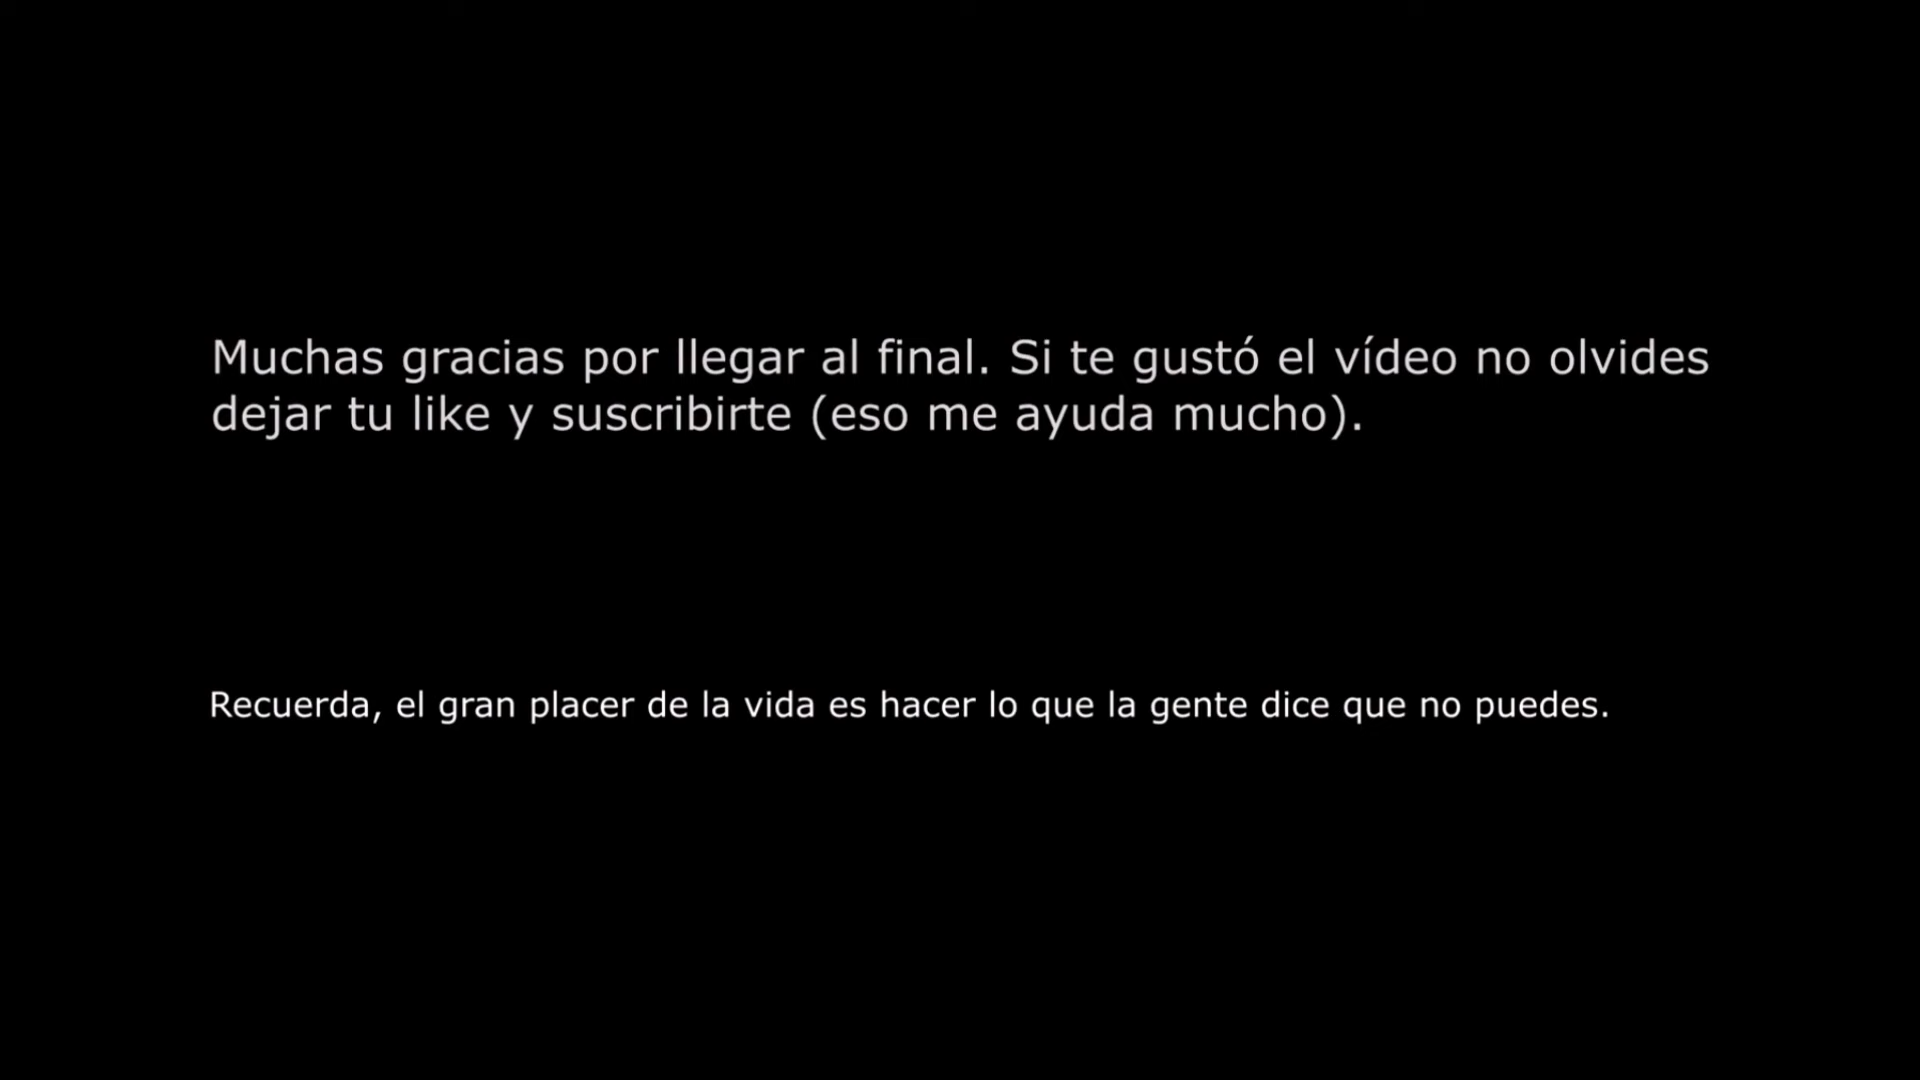 Muchas gracias por llegar al final. Si te gustó el vídeo no olvides
dejar tu like y suscribirte (eso me ayuda mucho).
Recuerda, el gran placer de la vida es hacer lo que la gente dice que no puedes.